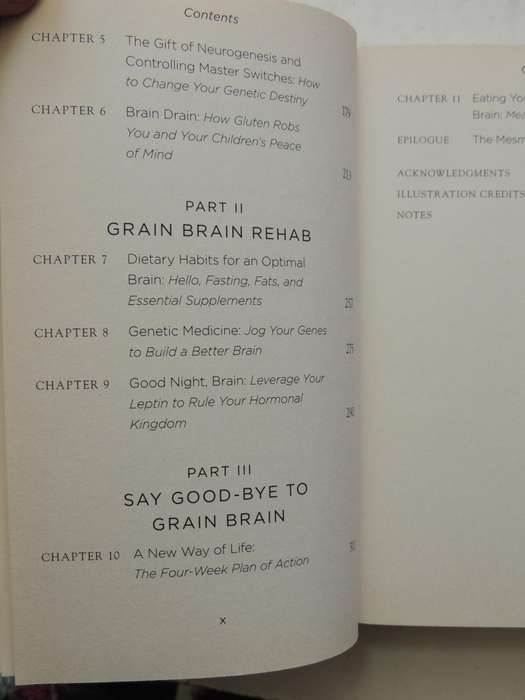 Contents
CHAPTER 5 The Gift of Neurogenesis and
Controlling Master Switches: How
to Change Your Genetic Destiny 179
CHAPTER 6 Brain Drain: How Gluten Robs
You and Your Children's Peace
of Mind 213
PART II
GRAIN BRAIN REHAB
CHAPTER 7 Dietary Habits for an Optimal
Brain: Hello, Fasting, Fats, and
Essential Supplements
CHAPTER 8 Genetic Medicine: Jog Your Genes
to Build a Better Brain 275
CHAPTER 9 Good Night, Brain: Leverage Your
Leptin to Rule Your Hormonal
Kingdom
PART III
SAY GOOD-BYE TO
GRAIN BRAIN
CHAPTER 10 A New Way of Life:
The Four-Week Plan of Action
x
CHAPTER 11 Eating Yo
Brain: Mea
EPILOGUE The Mesm
ACKNOWLEDGMENTS
ILLUSTRATION CREDITS
NOTES